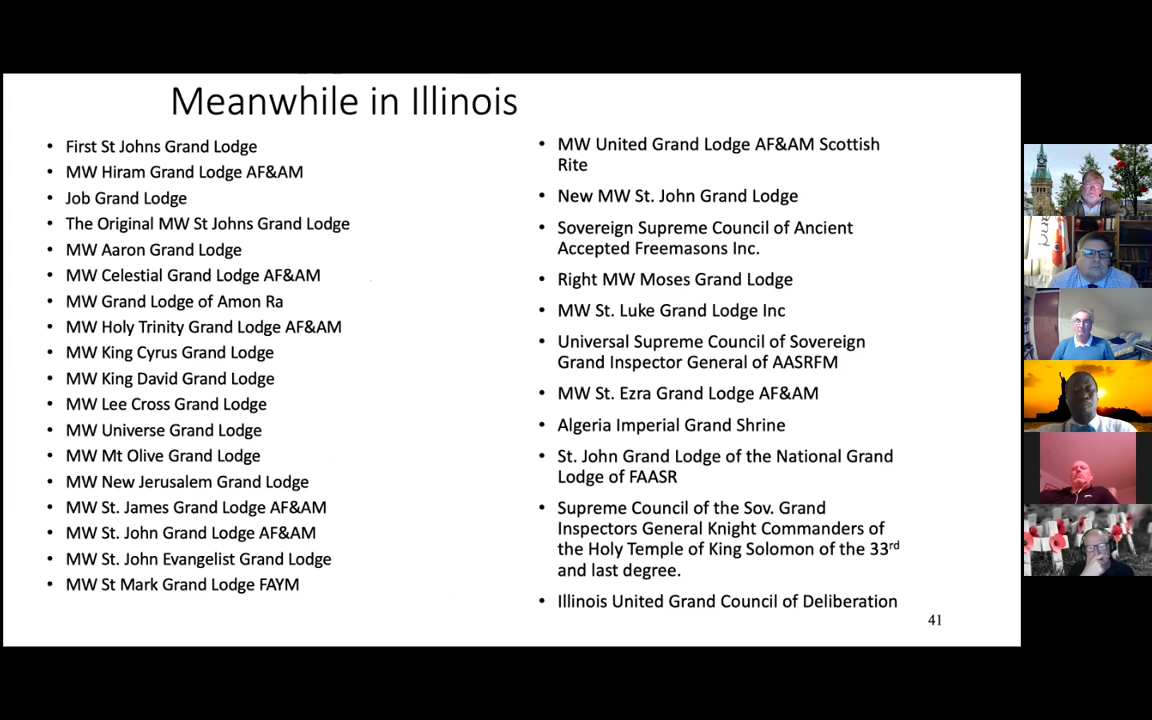 Meanwhile in Illinois
• First St Johns Grand Lodge
• MW Hiram Grand Lodge AF&AM
• Job Grand Lodge
• The Original MW St Johns Grand Lodge
• MW Aaron Grand Lodge
• MW Celestial Grand Lodge AF&AM
• MW Grand Lodge of Amon Ra
• MW Holy Trinity Grand Lodge AF&AM
• MW King Cyrus Grand Lodge
• MW King David Grand Lodge
• MW Lee Cross Grand Lodge
• MW Universe Grand Lodge
• MW Mt Olive Grand Lodge
• MW New Jerusalem Grand Lodge
• MW St. James Grand Lodge AF&AM
• MW St. John Grand Lodge AF&AM
• MW St. John Evangelist Grand Lodge
• MW St Mark Grand Lodge FAYM
• MW United Grand Lodge AF&AM Scottish
Rite
• New MW St. John Grand Lodge
• Sovereign Supreme Council of Ancient
Accepted Freemasons Inc.
• Right MW Moses Grand Lodge
• MW St. Luke Grand Lodge Inc
• Universal Supreme Council of Sovereign
Grand Inspector General of AASRFM
• MW St. Ezra Grand Lodge AF&AM
• Algeria Imperial Grand Shrine
• St. John Grand Lodge of the National Grand
Lodge of FAASR
• Supreme Council of the Sov. Grand
Inspectors General Knight Commanders of
the Holy Temple of King Solomon of the 33rd
and last degree.
• Illinois United Grand Council of Deliberation
41